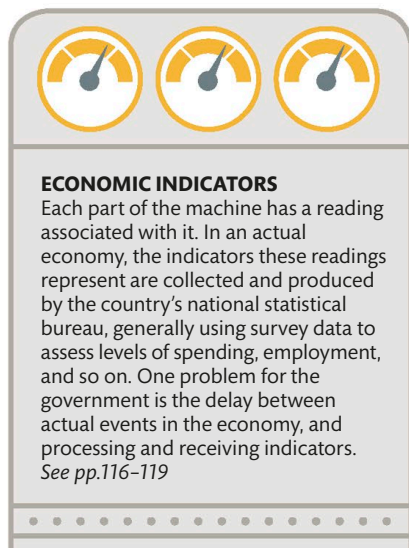 ECONOMIC INDICATORS
Each part of the machine has a reading
associated with it. In an actual
economy, the indicators these readings
represent are collected and produced
by the country’s national statistical
bureau, generally using survey data to
assess levels of spending, employment,
and so on. One problem for the
government is the delay between
actual events in the economy, and
processing and receiving indicators.
See pp.116–119